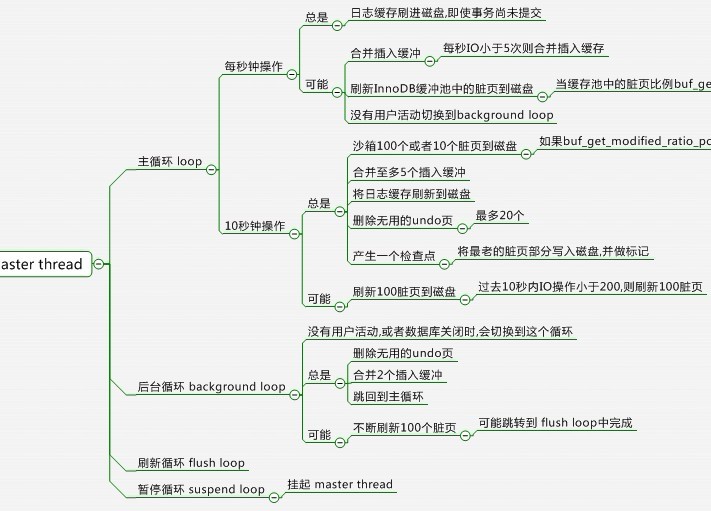 aster thread
主循环 loop
每秒钟操作
总是
日志缓存刷进磁盘,即使事务尚未提交
可能
合并插入缓冲
每秒IO小于5次则合并插入缓存
刷新InnoDB缓冲池中的脏页到磁盘
当缓存池中的脏页比例buf_ge
没有用户活动切换到background loop
10秒钟操作
总是
沙箱100个或者10个脏页到磁盘
如果buf_get_modified_ratio_pc
合并至多5个插入缓冲
将日志缓存刷新到磁盘
删除无用的undo页
最多20个
产生一个检查点
将最老的脏页部分写入磁盘,并做标记
可能
刷新100脏页到磁盘
过去10秒内IO操作小于200,则刷新100脏页
后台循环 background loop
没有用户活动,或者数据库关闭时,会切换到这个循环
总是
删除无用的undo页
合并2个插入缓冲
跳回到主循环
可能
不断刷新100个脏页
可能跳转到 flush loop中完成
刷新循环 flush loop
暂停循环 suspend loop
挂起 master thread